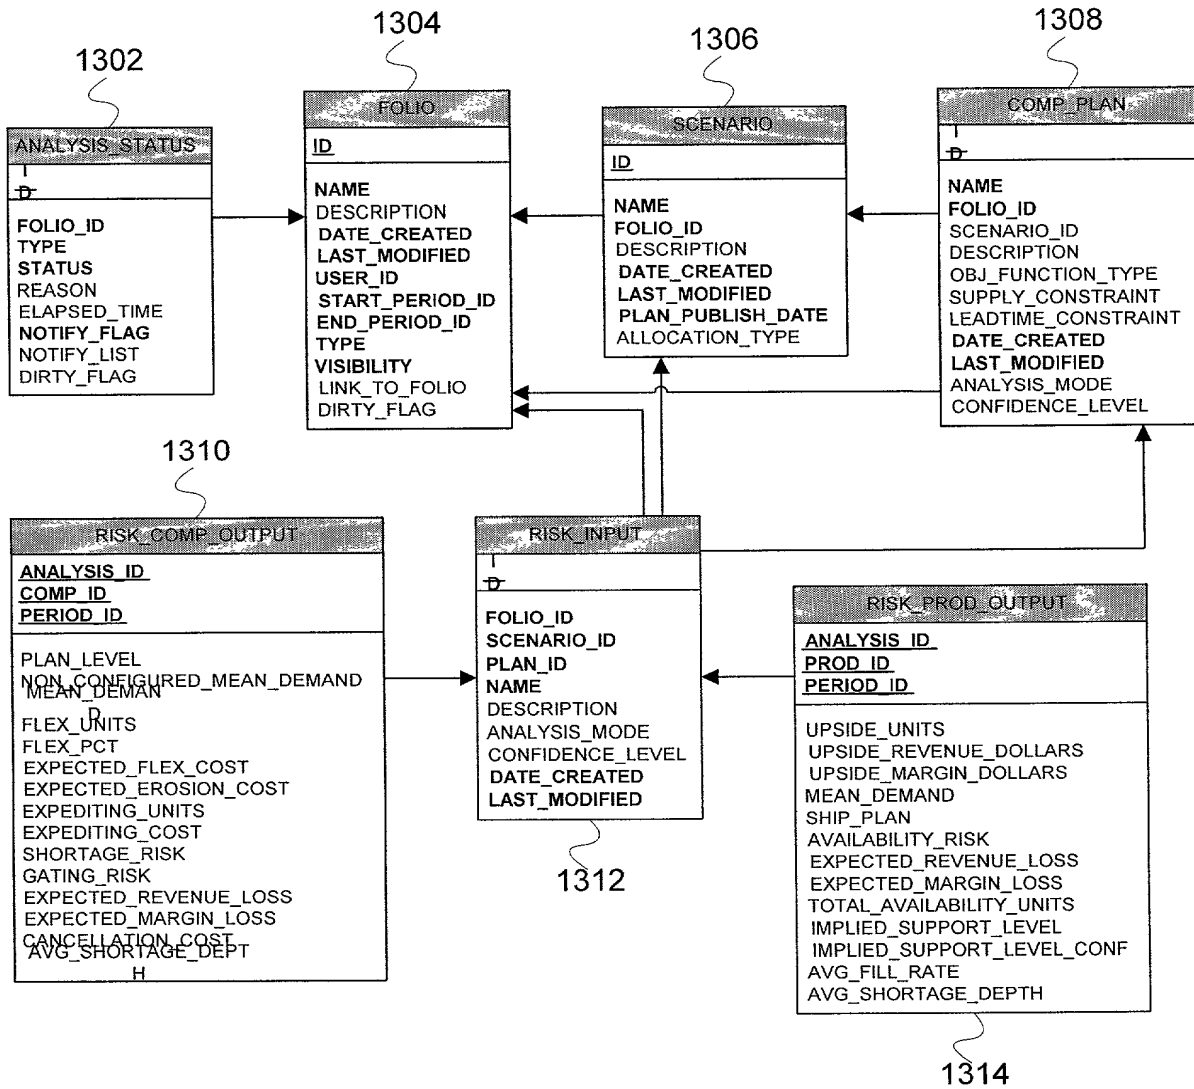 1302
ANALYSIS_STATUS
I
D
FOLIO_ID
TYPE
STATUS
REASON
ELAPSED_TIME
NOTIFY_FLAG
NOTIFY_LIST
DIRTY_FLAG
1304
FOLIO
ID
NAME
DESCRIPTION
DATE_CREATED
LAST_MODIFIED
USER_ID
START_PERIOD_ID
END_PERIOD_ID
TYPE
VISIBILITY
LINK_TO_FOLIO
DIRTY_FLAG
1306
SCENARIO
ID
NAME
FOLIO_ID
DESCRIPTION
DATE_CREATED
LAST_MODIFIED
PLAN_PUBLISH_DATE
ALLOCATION_TYPE
1308
COMP_PLAN
I
D
NAME
FOLIO_ID
SCENARIO_ID
DESCRIPTION
OBJ_FUNCTION_TYPE
SUPPLY_CONSTRAINT
LEADTIME_CONSTRAINT
DATE_CREATED
LAST_MODIFIED
ANALYSIS_MODE
CONFIDENCE_LEVEL
1310
RISK_COMP_OUTPUT
ANALYSIS_ID
COMP_ID
PERIOD_ID
PLAN_LEVEL
NON_CONFIGURED_MEAN_DEMAND
MEAN_DEMAN
D
FLEX_UNITS
FLEX_PCT
EXPECTED_FLEX_COST
EXPECTED_EROSION_COST
EXPEDITING_UNITS
EXPEDITING_COST
SHORTAGE_RISK
GATING_RISK
EXPECTED_REVENUE_LOSS
EXPECTED_MARGIN_LOSS
CANCELLATION_COST
AVG_SHORTAGE_DEPT
H
RISK_INPUT
I
D
FOLIO_ID
SCENARIO_ID
PLAN_ID
NAME
DESCRIPTION
ANALYSIS_MODE
CONFIDENCE_LEVEL
DATE_CREATED
LAST_MODIFIED
1312
RISK_PROD_OUTPUT
ANALYSIS_ID
PROD_ID
PERIOD_ID
UPSIDE_UNITS
UPSIDE_REVENUE_DOLLARS
UPSIDE_MARGIN_DOLLARS
MEAN_DEMAND
SHIP_PLAN
AVAILABILITY_RISK
EXPECTED_REVENUE_LOSS
EXPECTED_MARGIN_LOSS
TOTAL_AVAILABILITY_UNITS
IMPLIED_SUPPORT_LEVEL
IMPLIED_SUPPORT_LEVEL_CONF
AVG_FILL_RATE
AVG_SHORTAGE_DEPTH
1314